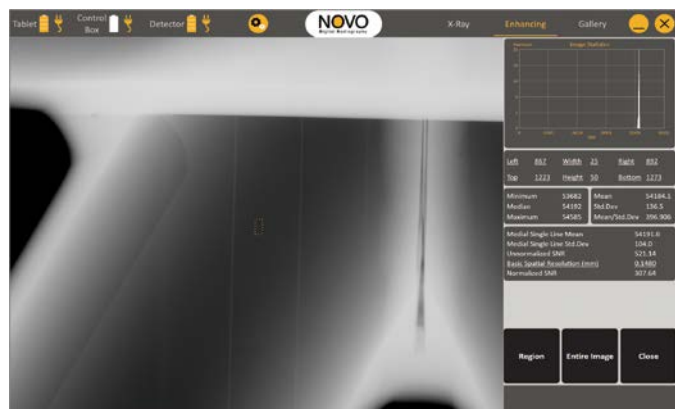 Tablet
Control Box
Detector
NOVO
Digital Radiography
X-Ray
Enhancing
Gallery
Image Statistics
Left 867 Width 25 Right 892
Top 1223 Height 50 Bottom 1273
Minimum 53682
Median 54192
Maximum 54585
Mean 54184.1
Std.Dev 136.5
Mean/Std.Dev 396.906
Medial Single Line Mean 54191.6
Medial Single Line Std.Dev 104.0
Unnormalized SNR 521.14
Basic Spatial Resolution (mm) 0.1480
Normalized SNR 307.64
Region
Entire Image
Close